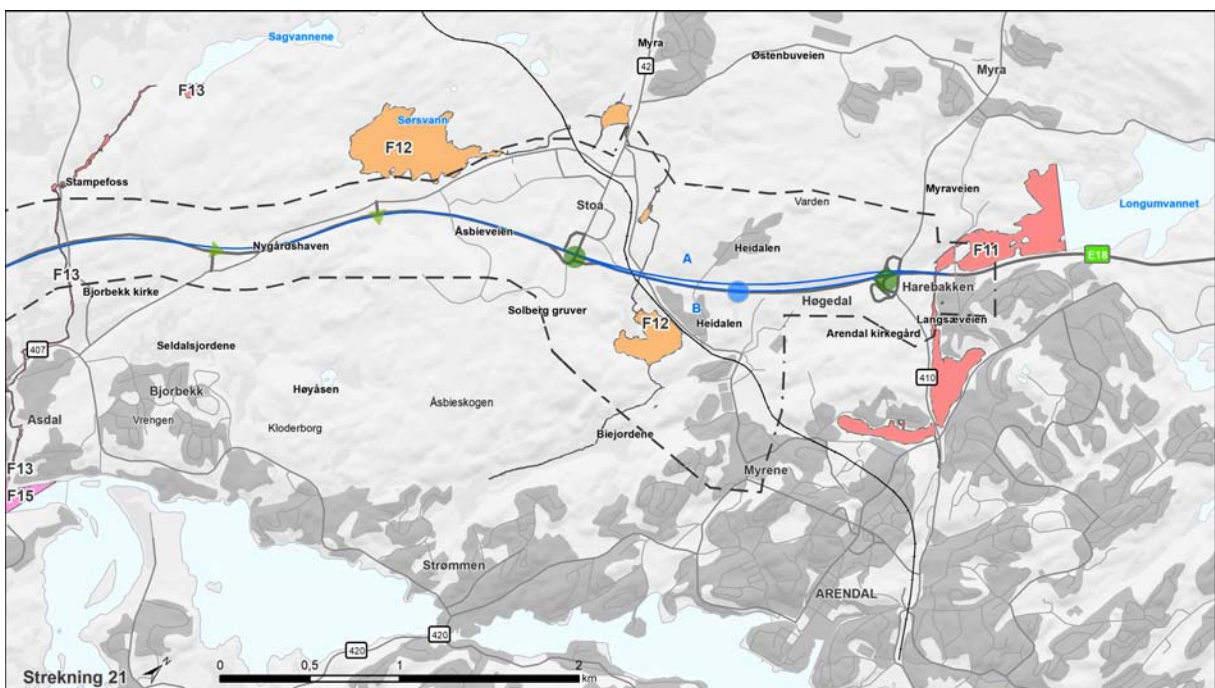 Sagvannene
Myra
Østenbuveien
42
Myra
F13
Sørsvann
F12
Stampefoss
Myraveien
Varden
Longumvannet
Stoa
Åsbieveien
Nygårdshaven
Heidalen
F11
E18
A
F13
Bjorbekk kirke
Harebakken
Høgedal
B
Solberg gruver
Heidalen
Langsæveien
F12
Arendal kirkegård
407
Seldalsjordene
410
Bjorbekk
Høyåsen
Åsbieskogen
Asdal
Vrengen
Kloderborg
Biejordene
F13
Myrene
F15
Strømmen
ARENDAL
420
420
Strekning 21
N
0 0,5 1 2
km